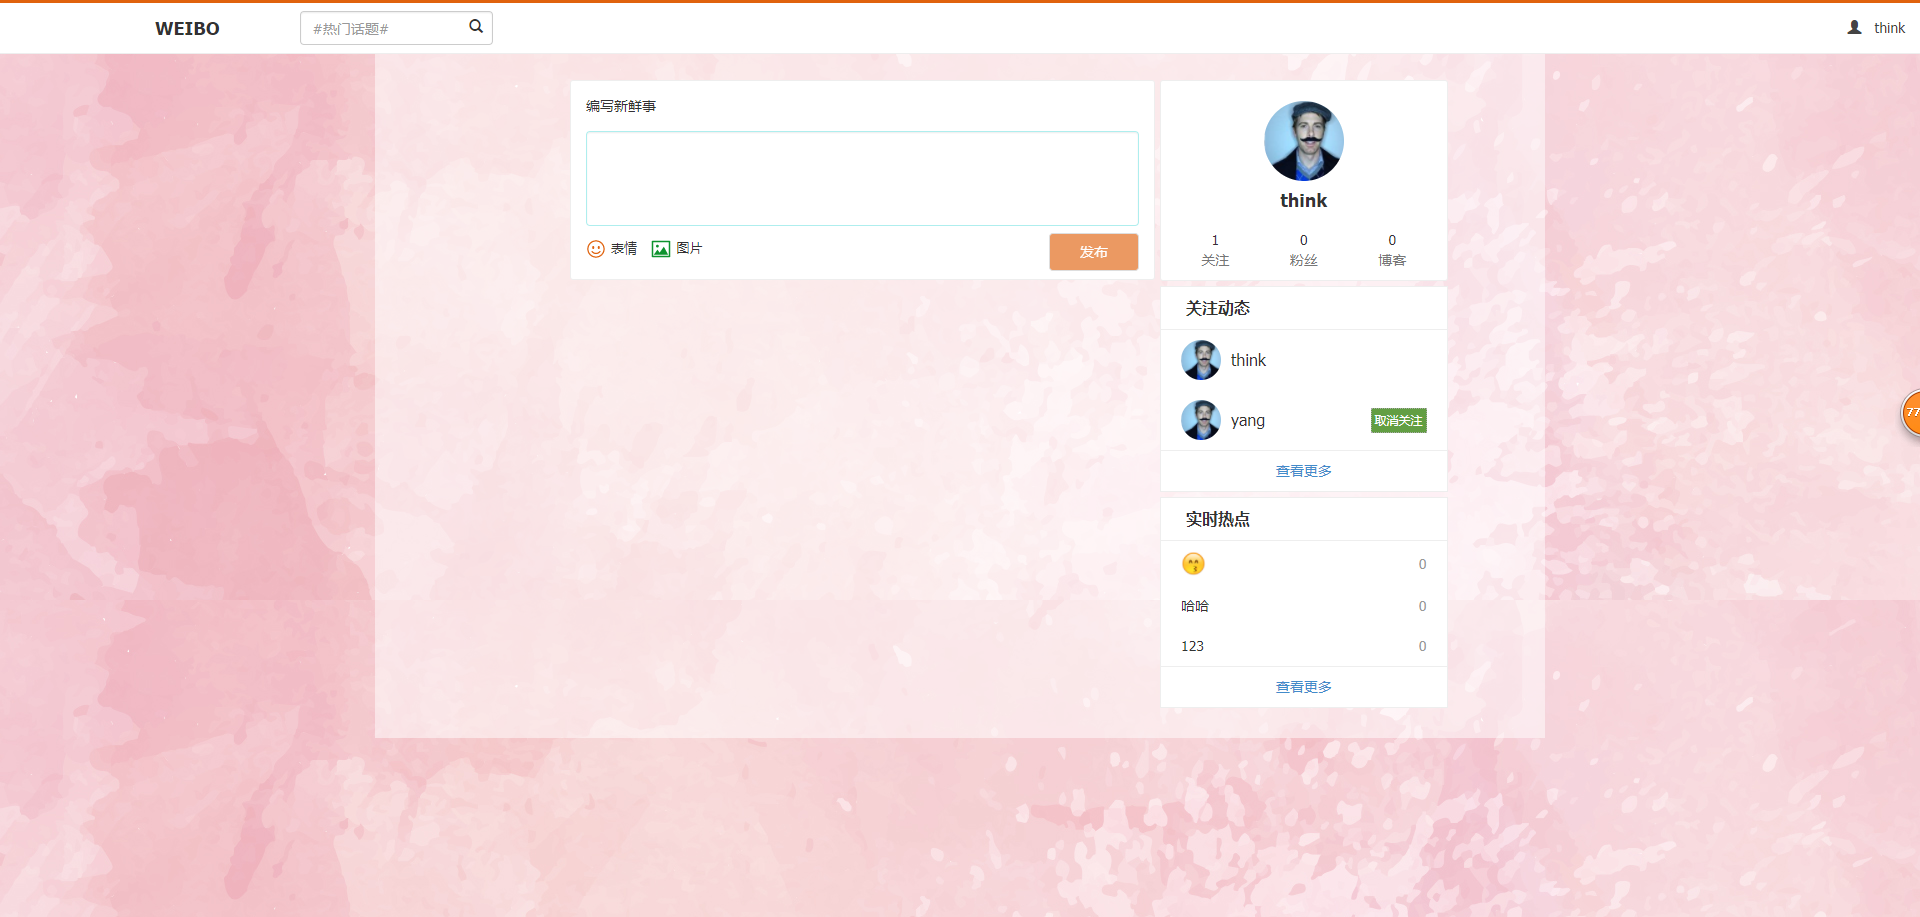 WEIBO
#热门话题#
think
编写新鲜事
表情 图片 发布
think
1 0 0
关注 粉丝 博客
关注动态
think
yang 取消关注
查看更多
实时热点
0
哈哈 0
123 0
查看更多
77